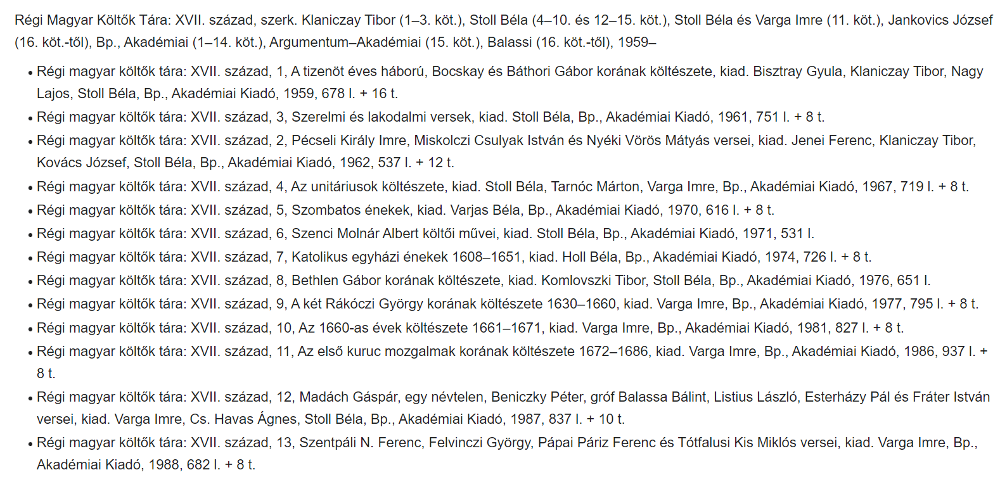 Régi Magyar Költők Tára: XVII. század, szerk. Klaniczay Tibor (1–3. köt.), Stoll Béla (4–10. és 12–15. köt.), Stoll Béla és Varga Imre (11. köt.), Jankovics József
(16. köt.-től), Bp., Akadémiai (1–14. köt.), Argumentum–Akadémiai (15. köt.), Balassi (16. köt.-től), 1959–
• Régi magyar költők tára: XVII. század, 1, A tizenöt éves háború, Bocskay és Báthori Gábor korának költészete, kiad. Bisztray Gyula, Klaniczay Tibor, Nagy
Lajos, Stoll Béla, Bp., Akadémiai Kiadó, 1959, 678 l. + 16 t.
• Régi magyar költők tára: XVII. század, 3, Szerelmi és lakodalmi versek, kiad. Stoll Béla, Bp., Akadémiai Kiadó, 1961, 751 l. + 8 t.
• Régi magyar költők tára: XVII. század, 2, Pécseli Király Imre, Miskolczi Csulyak István és Nyéki Vörös Mátyás versei, kiad. Jenei Ferenc, Klaniczay Tibor,
Kovács József, Stoll Béla, Bp., Akadémiai Kiadó, 1962, 537 l. + 12 t.
• Régi magyar költők tára: XVII. század, 4, Az unitáriusok költészete, kiad. Stoll Béla, Tarnóc Márton, Varga Imre, Bp., Akadémiai Kiadó, 1967, 719 l. + 8 t.
• Régi magyar költők tára: XVII. század, 5, Szombatos énekek, kiad. Varjas Béla, Bp., Akadémiai Kiadó, 1970, 616 l. + 8 t.
• Régi magyar költők tára: XVII. század, 6, Szenci Molnár Albert költői művei, kiad. Stoll Béla, Bp., Akadémiai Kiadó, 1971, 531 l.
• Régi magyar költők tára: XVII. század, 7, Katolikus egyházi énekek 1608–1651, kiad. Holl Béla, Bp., Akadémiai Kiadó, 1974, 726 l. + 8 t.
• Régi magyar költők tára: XVII. század, 8, Bethlen Gábor korának költészete, kiad. Komlovszki Tibor, Stoll Béla, Bp., Akadémiai Kiadó, 1976, 651 l.
• Régi magyar költők tára: XVII. század, 9, A két Rákóczi György korának költészete 1630–1660, kiad. Varga Imre, Bp., Akadémiai Kiadó, 1977, 795 l. + 8 t.
• Régi magyar költők tára: XVII. század, 10, Az 1660-as évek költészete 1661–1671, kiad. Varga Imre, Bp., Akadémiai Kiadó, 1981, 827 l. + 8 t.
• Régi magyar költők tára: XVII. század, 11, Az első kuruc mozgalmak korának költészete 1672–1686, kiad. Varga Imre, Bp., Akadémiai Kiadó, 1986, 937 l. +
8 t.
• Régi magyar költők tára: XVII. század, 12, Madách Gáspár, egy névtelen, Beniczky Péter, gróf Balassa Bálint, Listius László, Esterházy Pál és Fráter István
versei, kiad. Varga Imre, Cs. Havas Ágnes, Stoll Béla, Bp., Akadémiai Kiadó, 1987, 837 l. + 10 t.
• Régi magyar költők tára: XVII. század, 13, Szentpáli N. Ferenc, Felvinczi György, Pápai Páriz Ferenc és Tótfalusi Kis Miklós versei, kiad. Varga Imre, Bp.,
Akadémiai Kiadó, 1988, 682 l. + 8 t.